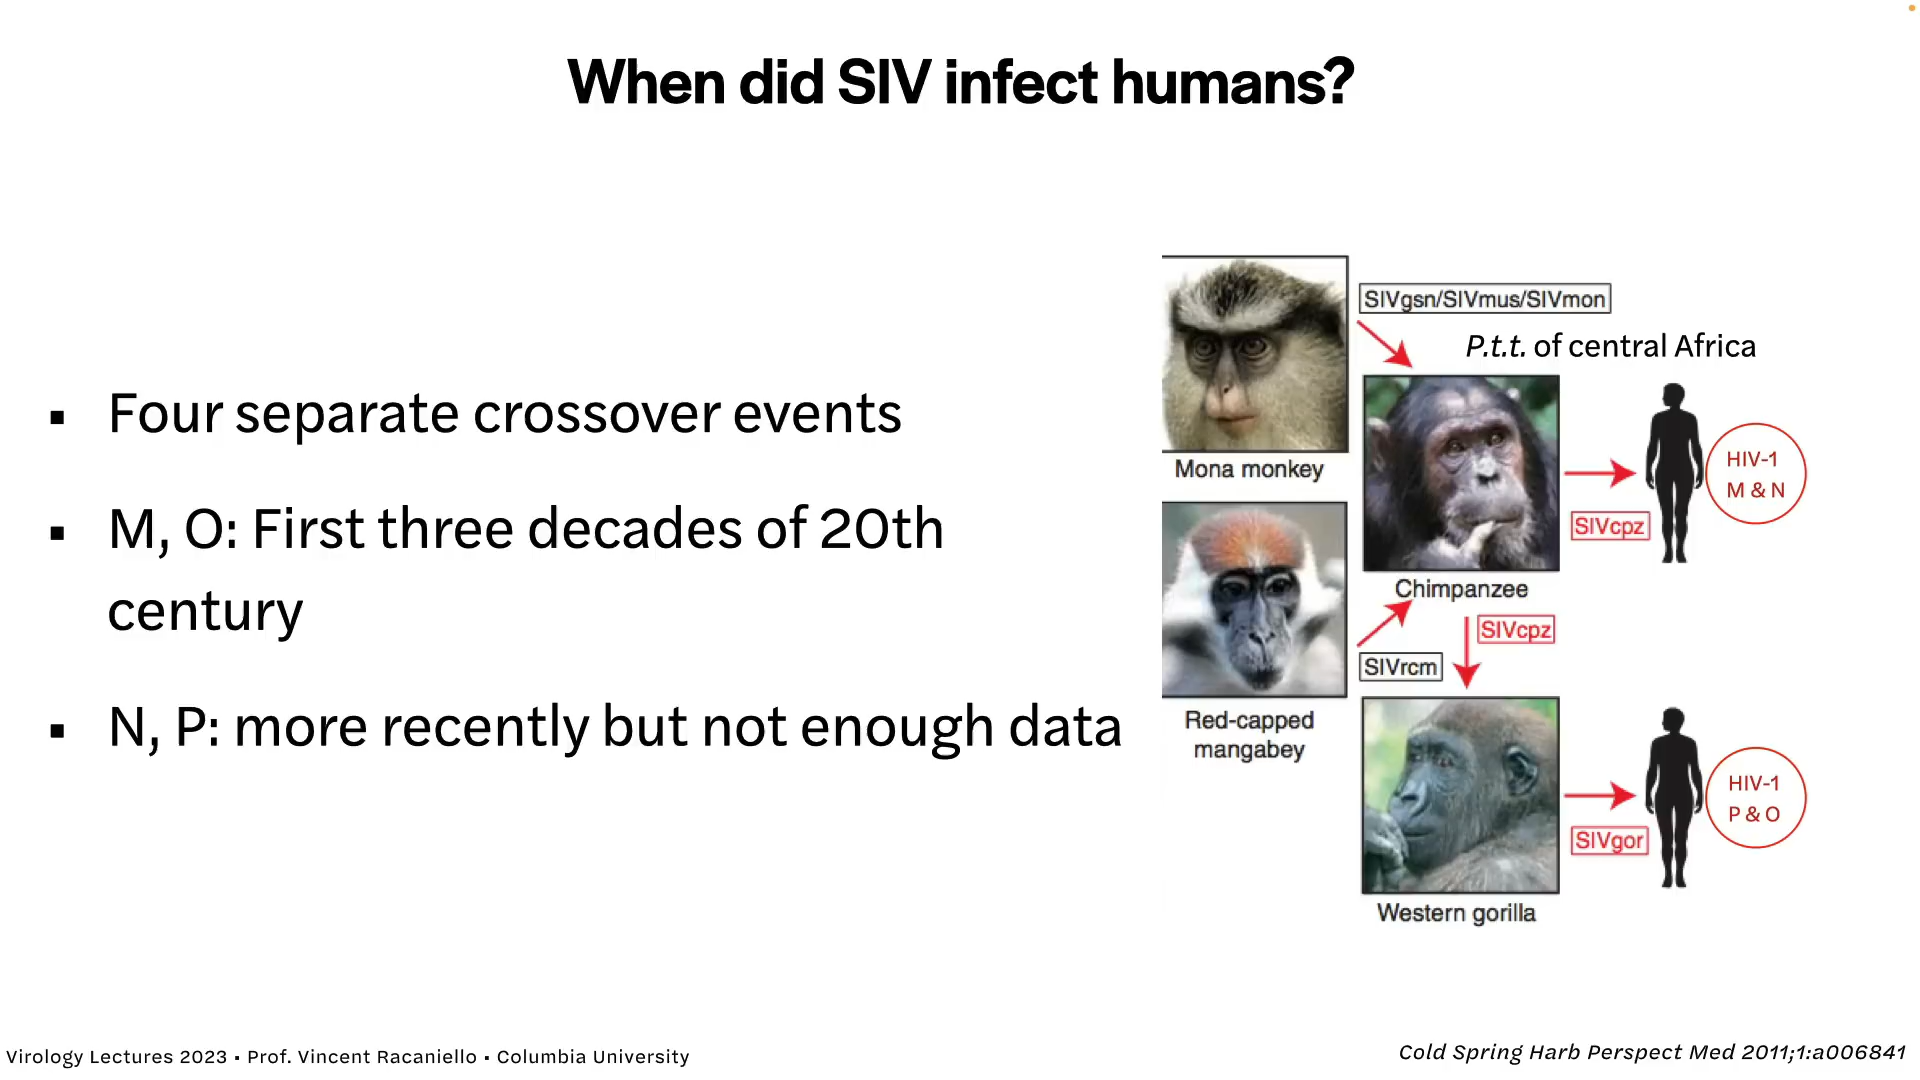 When did SIV infect humans?
▪ Four separate crossover events
▪ M, O: First three decades of 20th
century
▪ N, P: more recently but not enough data
SIVgsn/SIVmus/SIVmon
P.t.t. of central Africa
Mona monkey
HIV-1
M & N
SIVcpz
Chimpanzee
SIVcpz
SIVrcm
Red-capped
mangabey
HIV-1
P & O
SIVgor
Western gorilla
Virology Lectures 2023 • Prof. Vincent Racaniello • Columbia University
Cold Spring Harb Perspect Med 2011;1:a006841